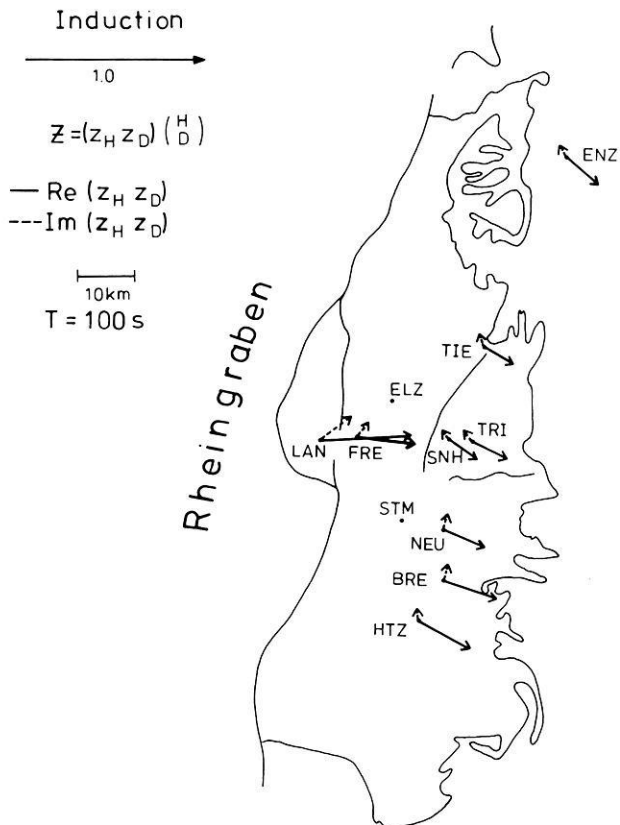 Induction
1.0
Z=(z_H z_D) (H D)
— Re (z_H z_D)
--- Im (z_H z_D)
10km
T = 100 s
Rheingraben
ENZ
TIE
ELZ
LAN
FRE
SNH
TRI
STM
NEU
BRE
HTZ